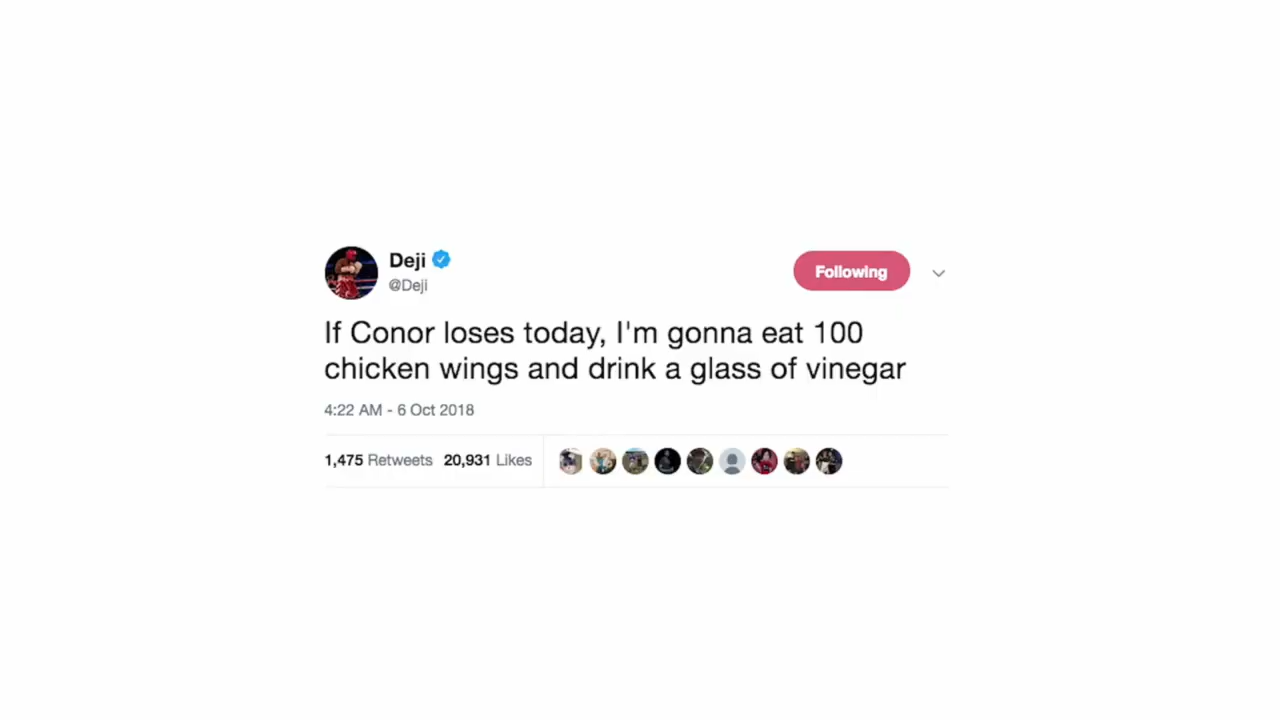 Deji
@Deji
Following
If Conor loses today, I'm gonna eat 100
chicken wings and drink a glass of vinegar
4:22 AM - 6 Oct 2018
1,475 Retweets 20,931 Likes